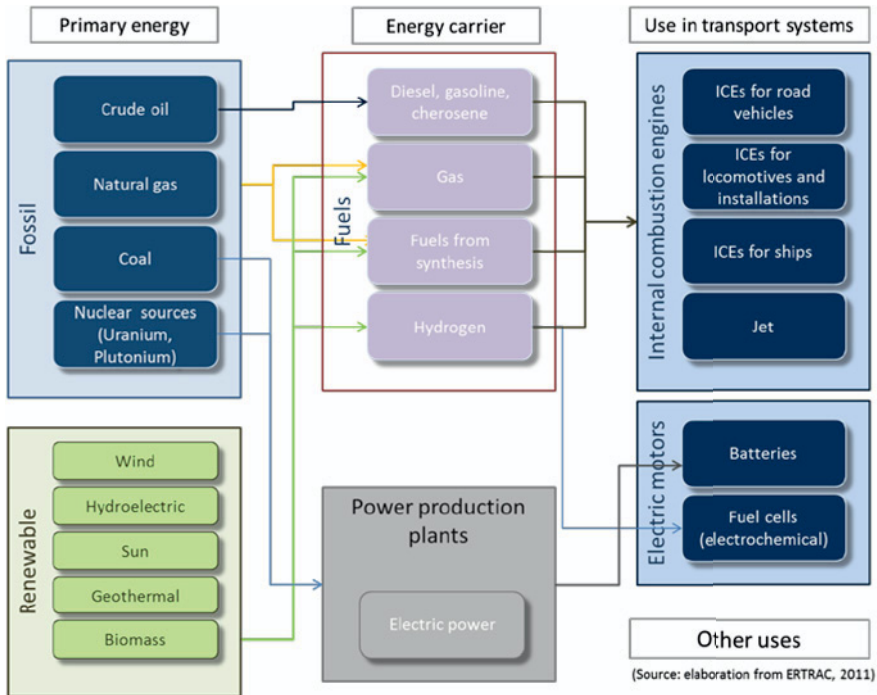 Primary energy
Energy carrier
Use in transport systems
Fossil
Crude oil
Natural gas
Coal
Nuclear sources
(Uranium,
Plutonium)
Renewable
Wind
Hydroelectric
Sun
Geothermal
Biomass
Fuels
Diesel, gasoline,
cherosene
Gas
Fuels from
synthesis
Hydrogen
Power production
plants
Electric power
Internal combustion engines
ICEs for road
vehicles
ICEs for
locomotives and
installations
ICEs for ships
Jet
Electric motors
Batteries
Fuel cells
(electrochemical)
Other uses
(Source: elaboration from ERTRAC, 2011)